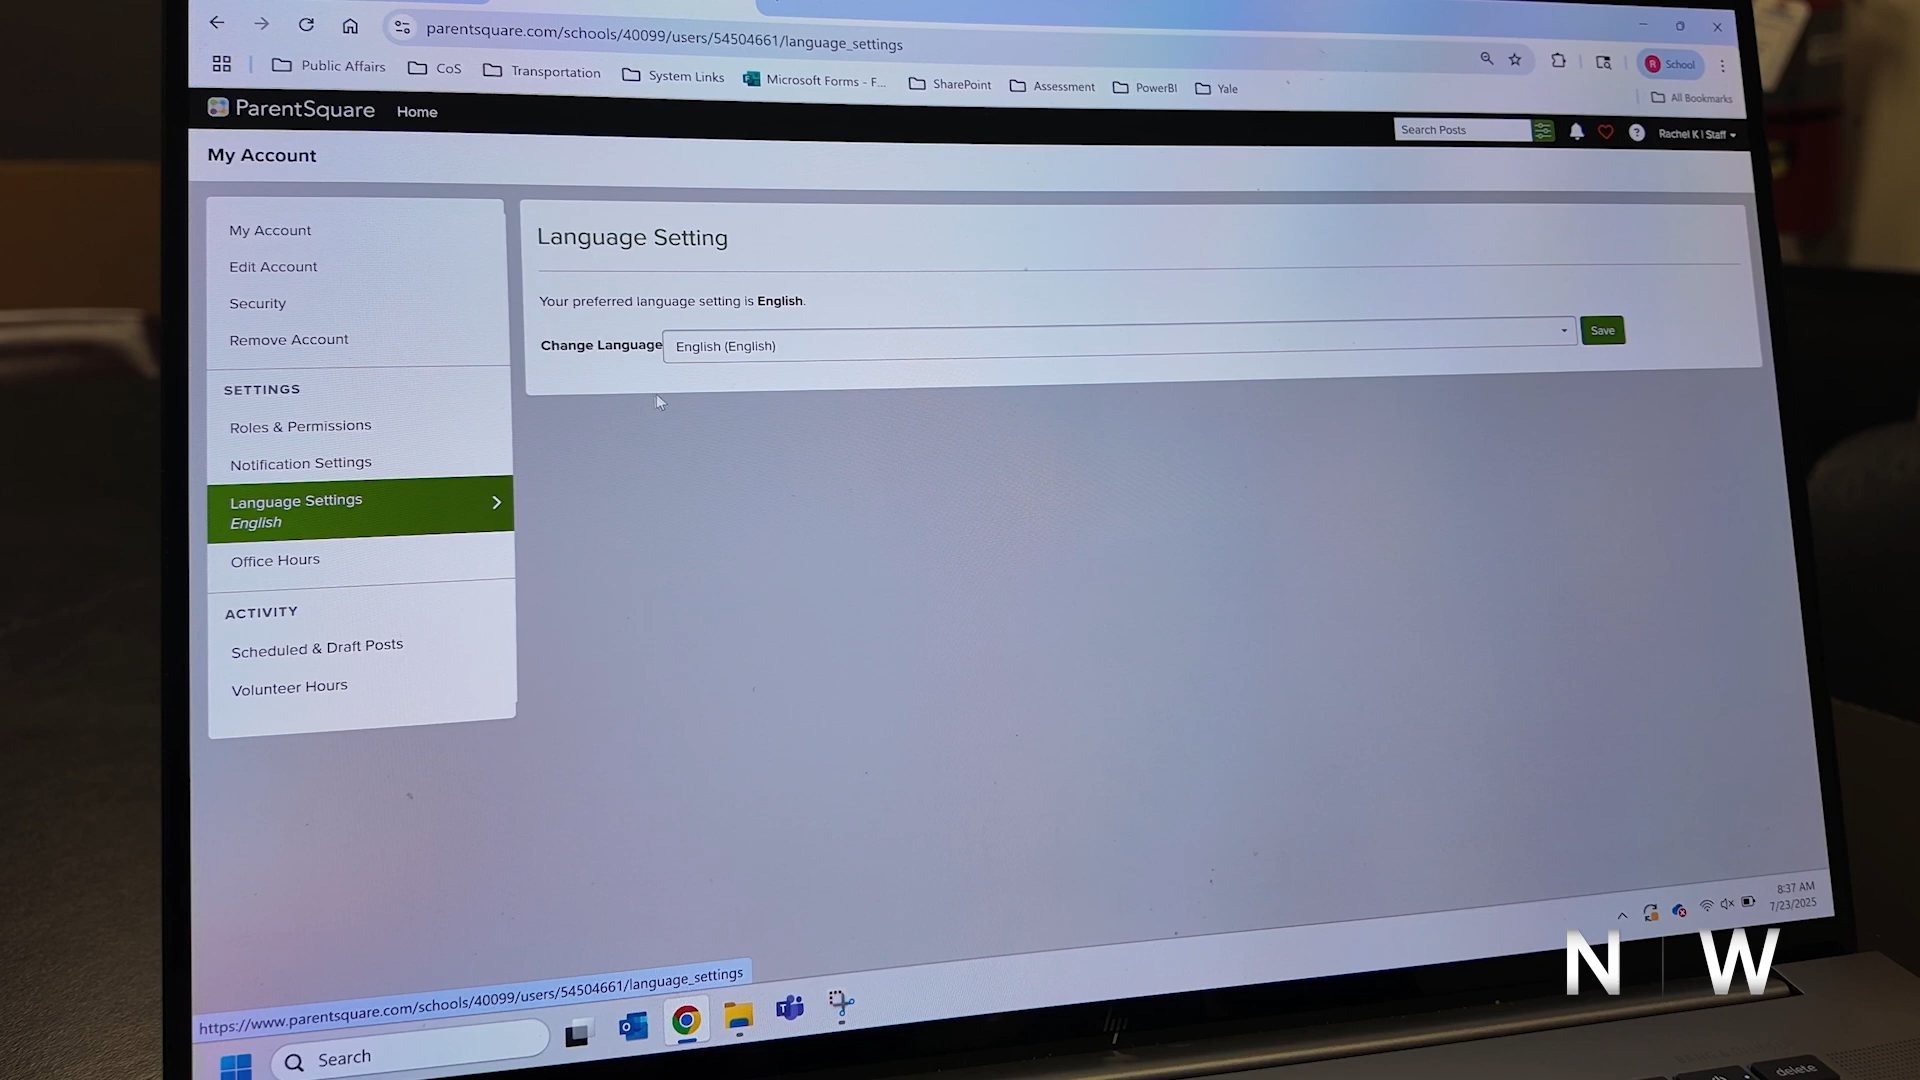 parentsquare.com/schools/40099/users/54504661/language_settings
School
Public Affairs
CoS
Transportation
System Links
Microsoft Forms - F...
SharePoint
Assessment
PowerBI
Yale
All Bookmarks
ParentSquare
Home
Search Posts
Rachel K | Staff
My Account
My Account
Edit Account
Security
Remove Account
SETTINGS
Roles & Permissions
Notification Settings
Language Settings
English
Office Hours
ACTIVITY
Scheduled & Draft Posts
Volunteer Hours
Language Setting
Your preferred language setting is English.
Change Language
English (English)
Save
8:37 AM
7/23/2025
N W
https://www.parentsquare.com/schools/40099/users/54504661/language_settings
Search
delete